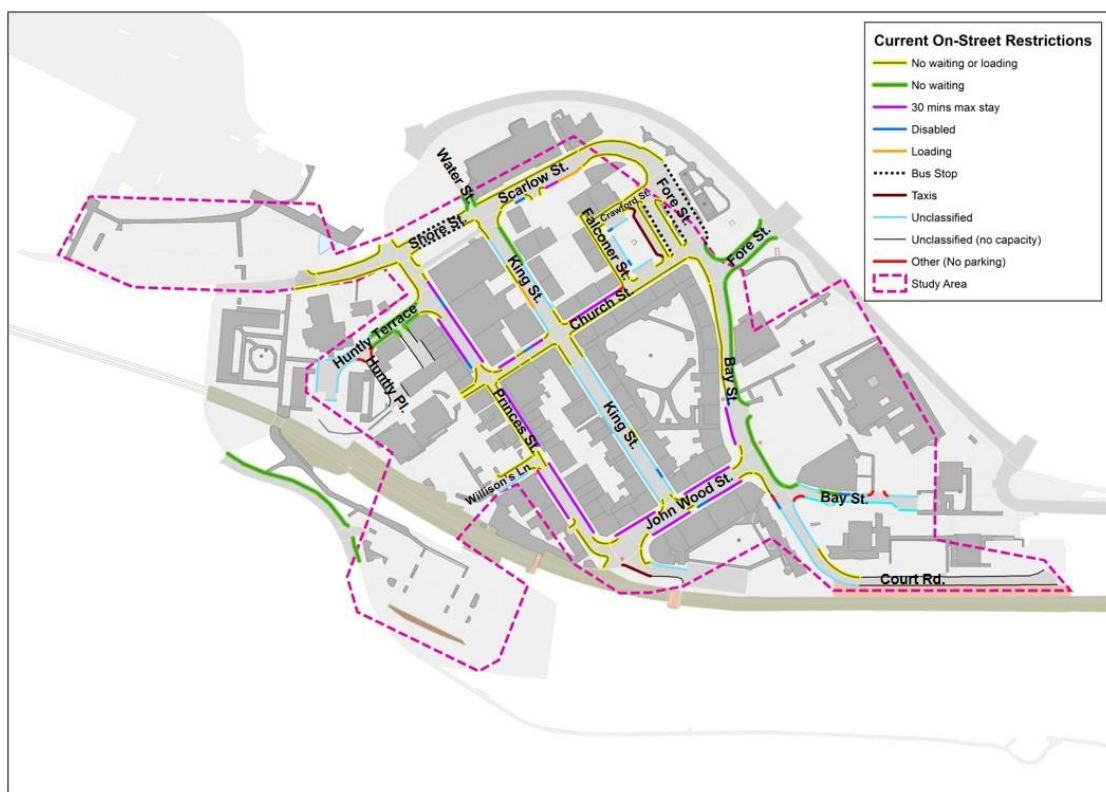 Current On-Street Restrictions
No waiting or loading
No waiting
30 mins max stay
Disabled
Loading
Bus Stop
Taxis
Unclassified
Unclassified (no capacity)
Other (No parking)
Study Area
Water St.
Scarlow St.
Shore St.
Fore St.
Crawford St.
Falconer St.
Fore St.
King St.
Church St.
Huntly Terrace
Huntly Pl.
Bay St.
Princes St.
King St.
Willison's Ln
John Wood St.
Bay St.
Court Rd.